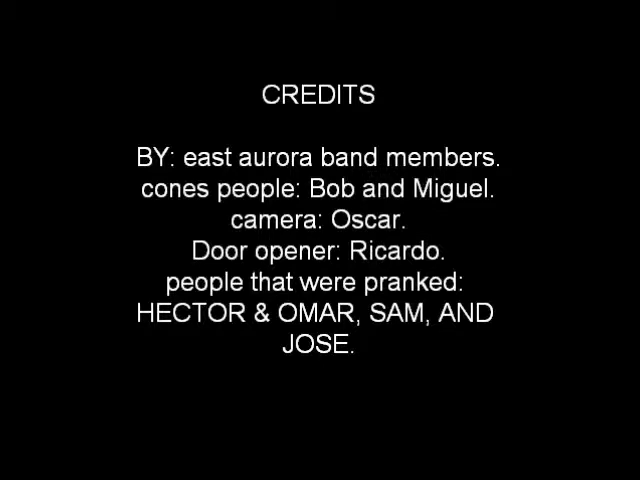 CREDITS
BY: east aurora band members.
cones people: Bob and Miguel.
camera: Oscar.
Door opener: Ricardo.
people that were pranked:
HECTOR & OMAR, SAM, AND
JOSE.